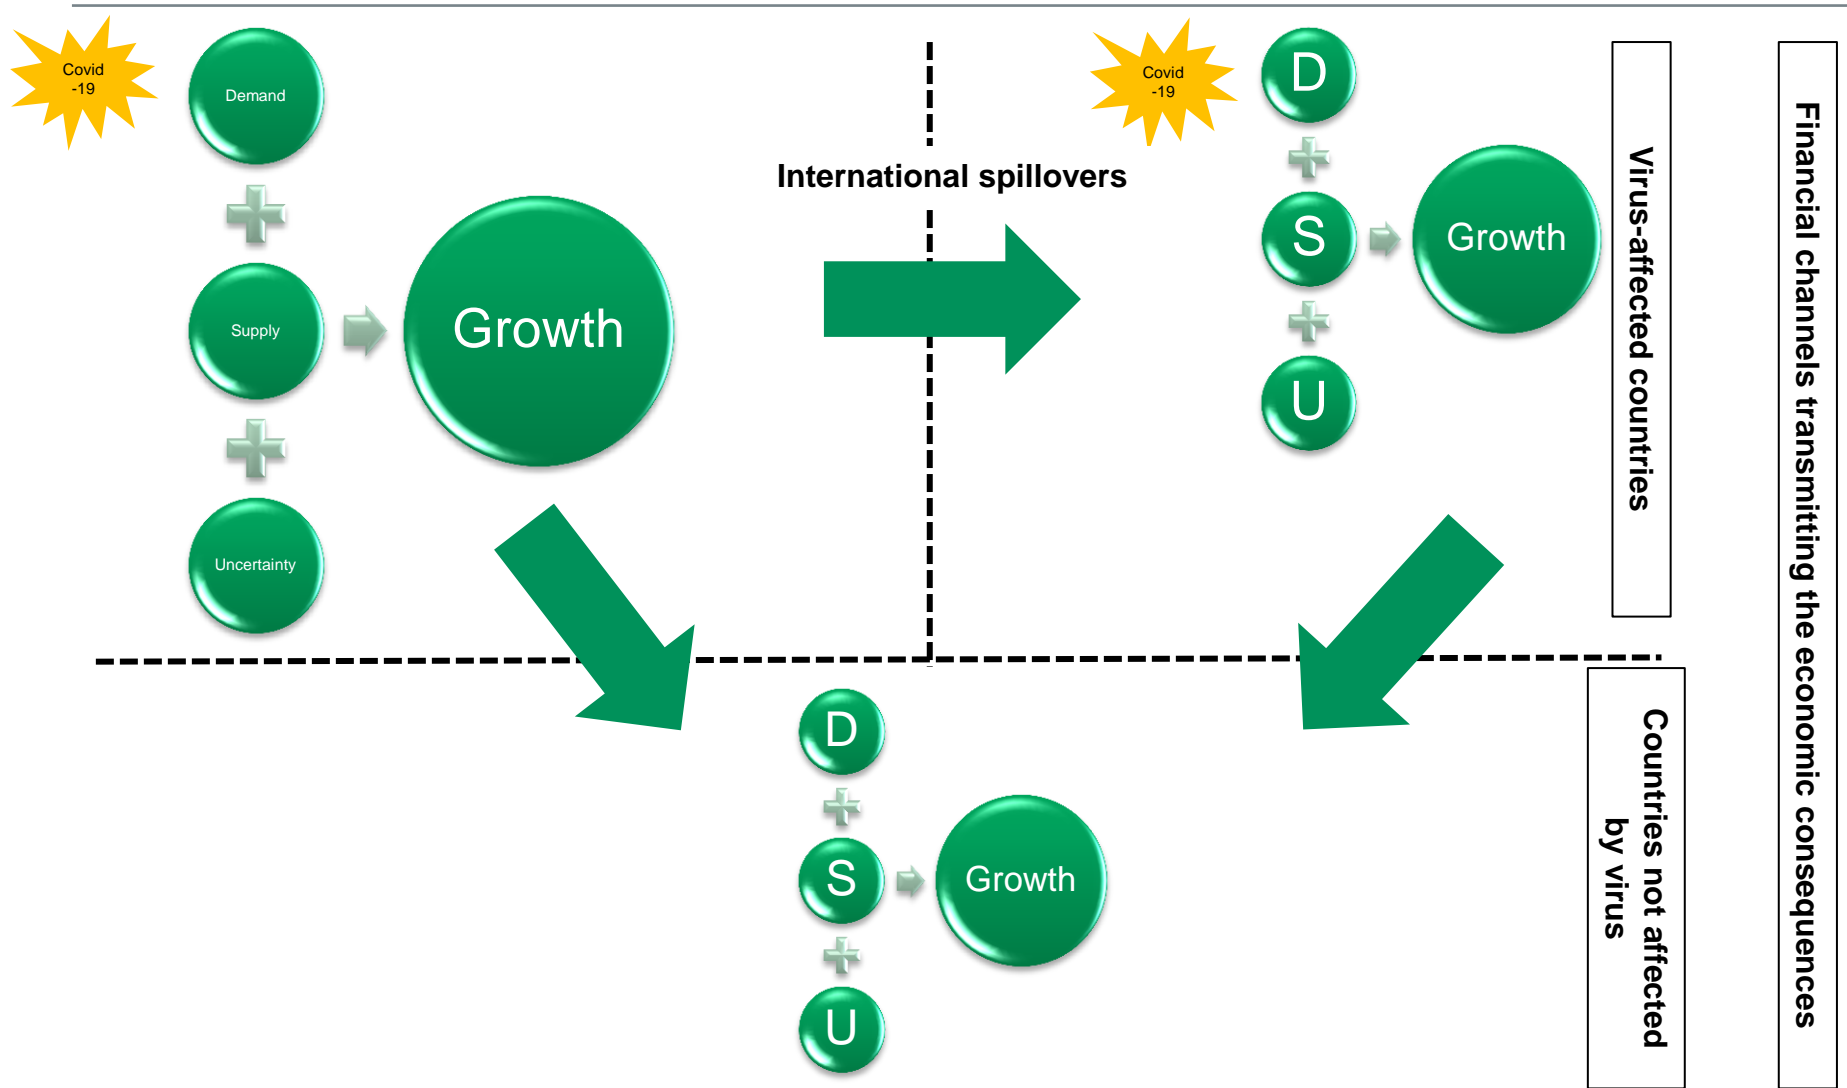 Covid
-19
Demand
Supply
Uncertainty
Growth
International spillovers
Covid
-19
D
S
U
Growth
Virus-affected countries
Financial channels transmitting the economic consequences
D
S
U
Growth
Countries not affected
by virus